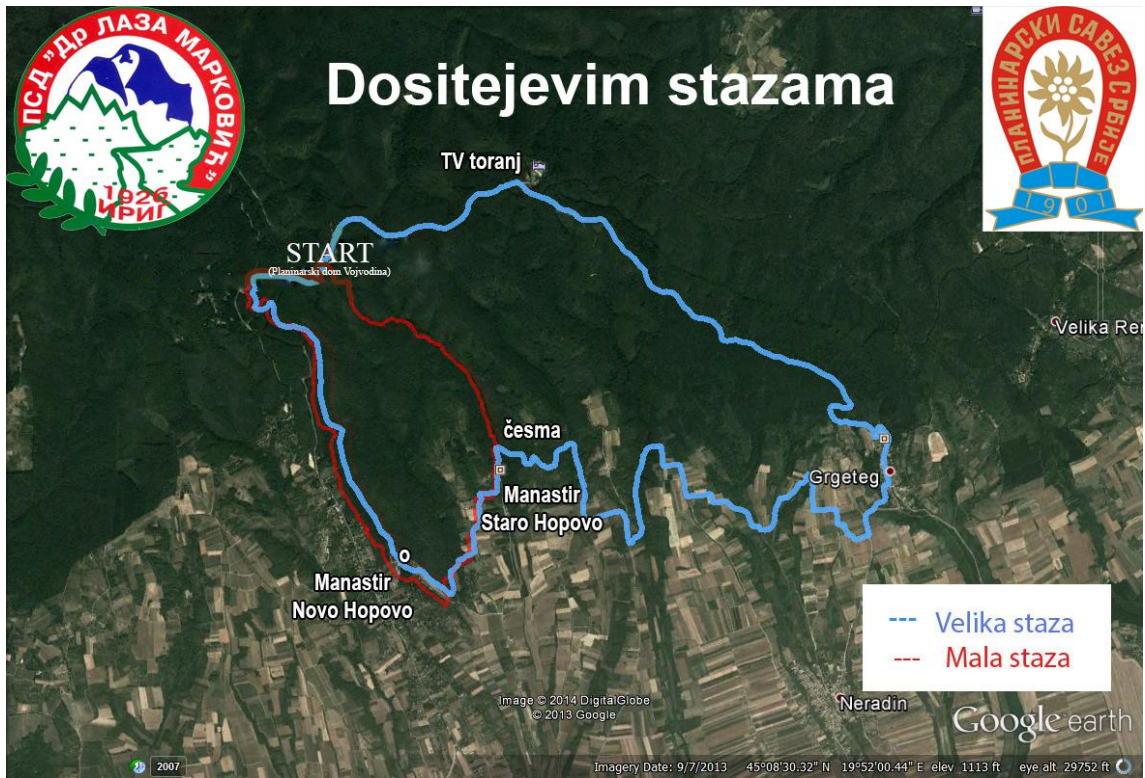 ПСД "Др ЛАЗА МАРКОВИЋ"
1926
ИРИГ
Dositejevim stazama
ПЛАНИНАРСКИ САВЕЗ СРБИЈЕ
1901
TV toranj
START
(Planinarski dom Vojvodina)
Velika Rem
česma
Grgeteg
Manastir
Staro Hopovo
Manastir
Novo Hopovo
Velika staza
Mala staza
Neradin
Image © 2014 DigitalGlobe
© 2013 Google
Google earth
2007
Imagery Date: 9/7/2013 45°08'30.32" N 19°52'00.44" E elev 1113 ft eye alt 29752 ft